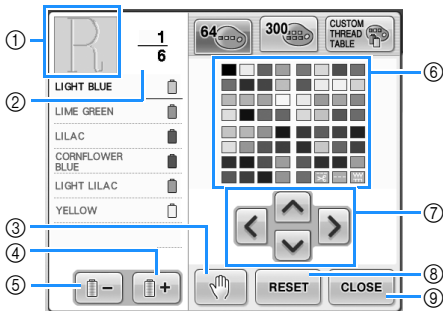 ①
R
1
6
②
LIGHT BLUE
LIME GREEN
LILAC
CORNFLOWER
BLUE
LIGHT LILAC
YELLOW
64
300
CUSTOM
THREAD
TABLE
⑥
⑦
③
④
⑤
−
+
RESET
CLOSE
⑧
⑨